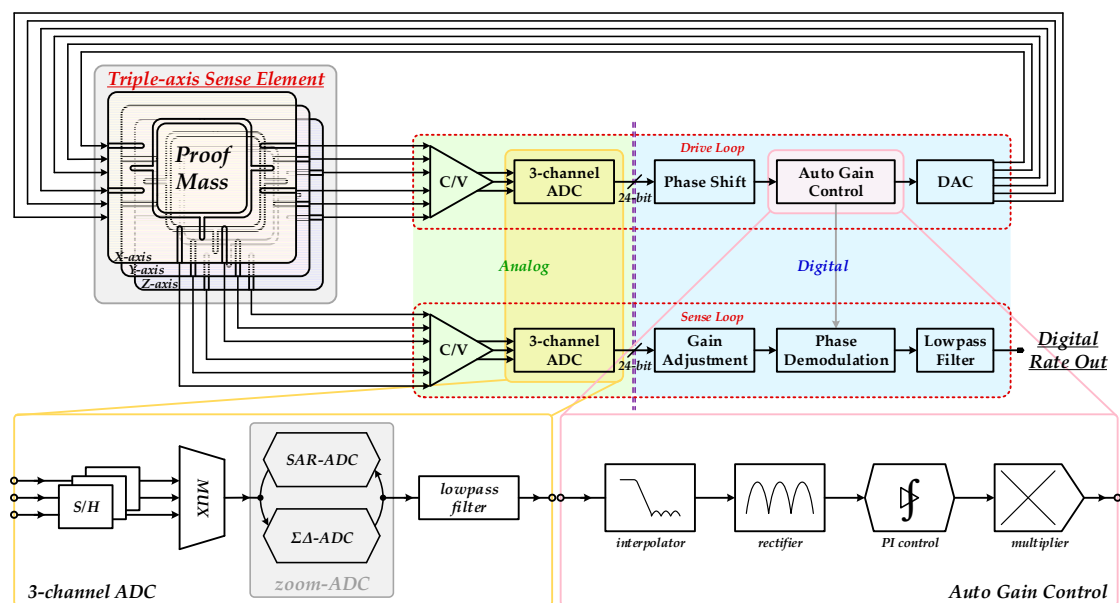 Triple-axis Sense Element
Proof
Mass
X-axis
Y-axis
Z-axis
C/V
3-channel
ADC
24-bit
Drive Loop
Phase Shift
Auto Gain
Control
DAC
Analog
Digital
C/V
3-channel
ADC
24-bit
Sense Loop
Gain
Adjustment
Phase
Demodulation
Lowpass
Filter
Digital
Rate Out
S/H
MUX
SAR-ADC
ΣΔ-ADC
zoom-ADC
lowpass
filter
3-channel ADC
interpolator
rectifier
PI control
multiplier
Auto Gain Control